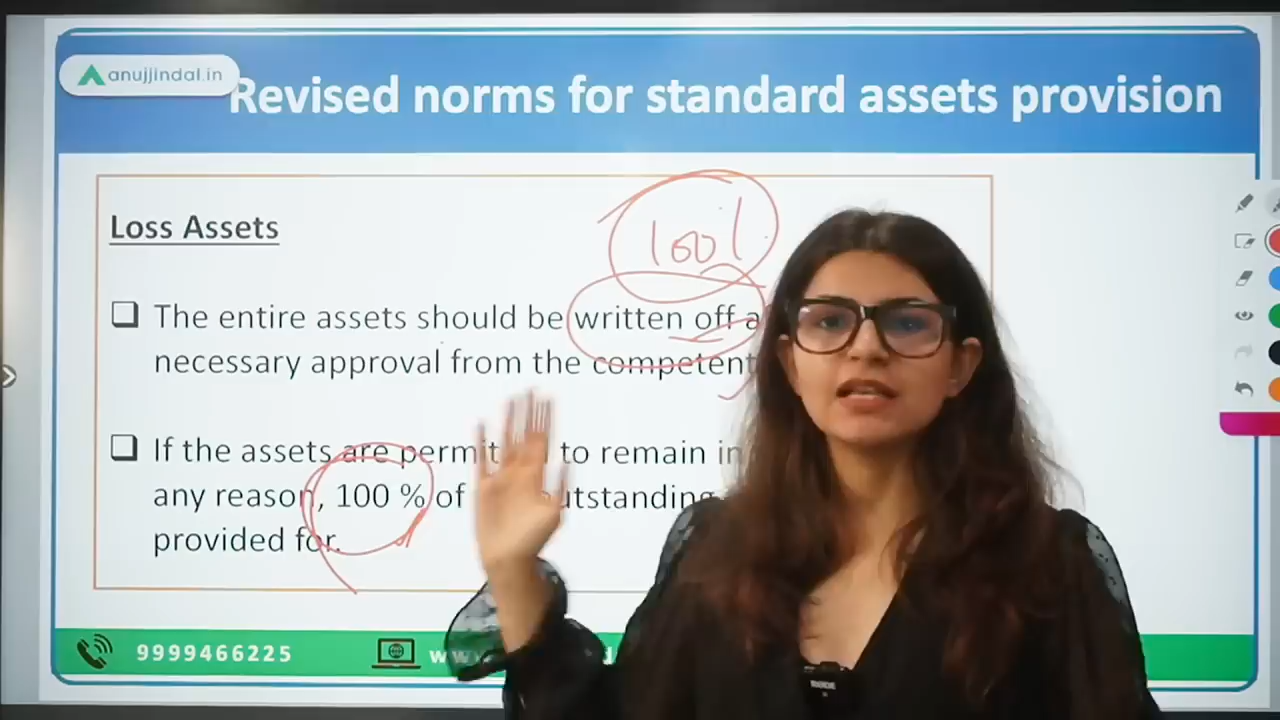 anujjindal.in
Revised norms for standard assets provision
Loss Assets
100%
The entire assets should be written off a
necessary approval from the competent
If the assets are permit to remain in
any reason, 100 % of outstanding
provided for.
9999466225